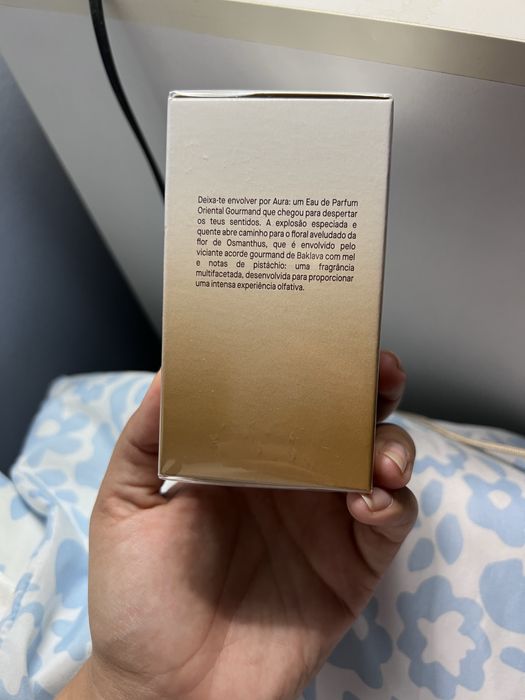 Deixa-te envolver por Aura: um Eau de Parfum
Oriental Gourmand que chegou para despertar
os teus sentidos. A explosão especiada e
quente abre caminho para o floral aveludado da
flor de Osmanthus, que é envolvido pelo
viciante acorde gourmand de Baklava com mel
e notas de pistáchio: uma fragrância
multifacetada, desenvolvida para proporcionar
uma intensa experiência olfativa.